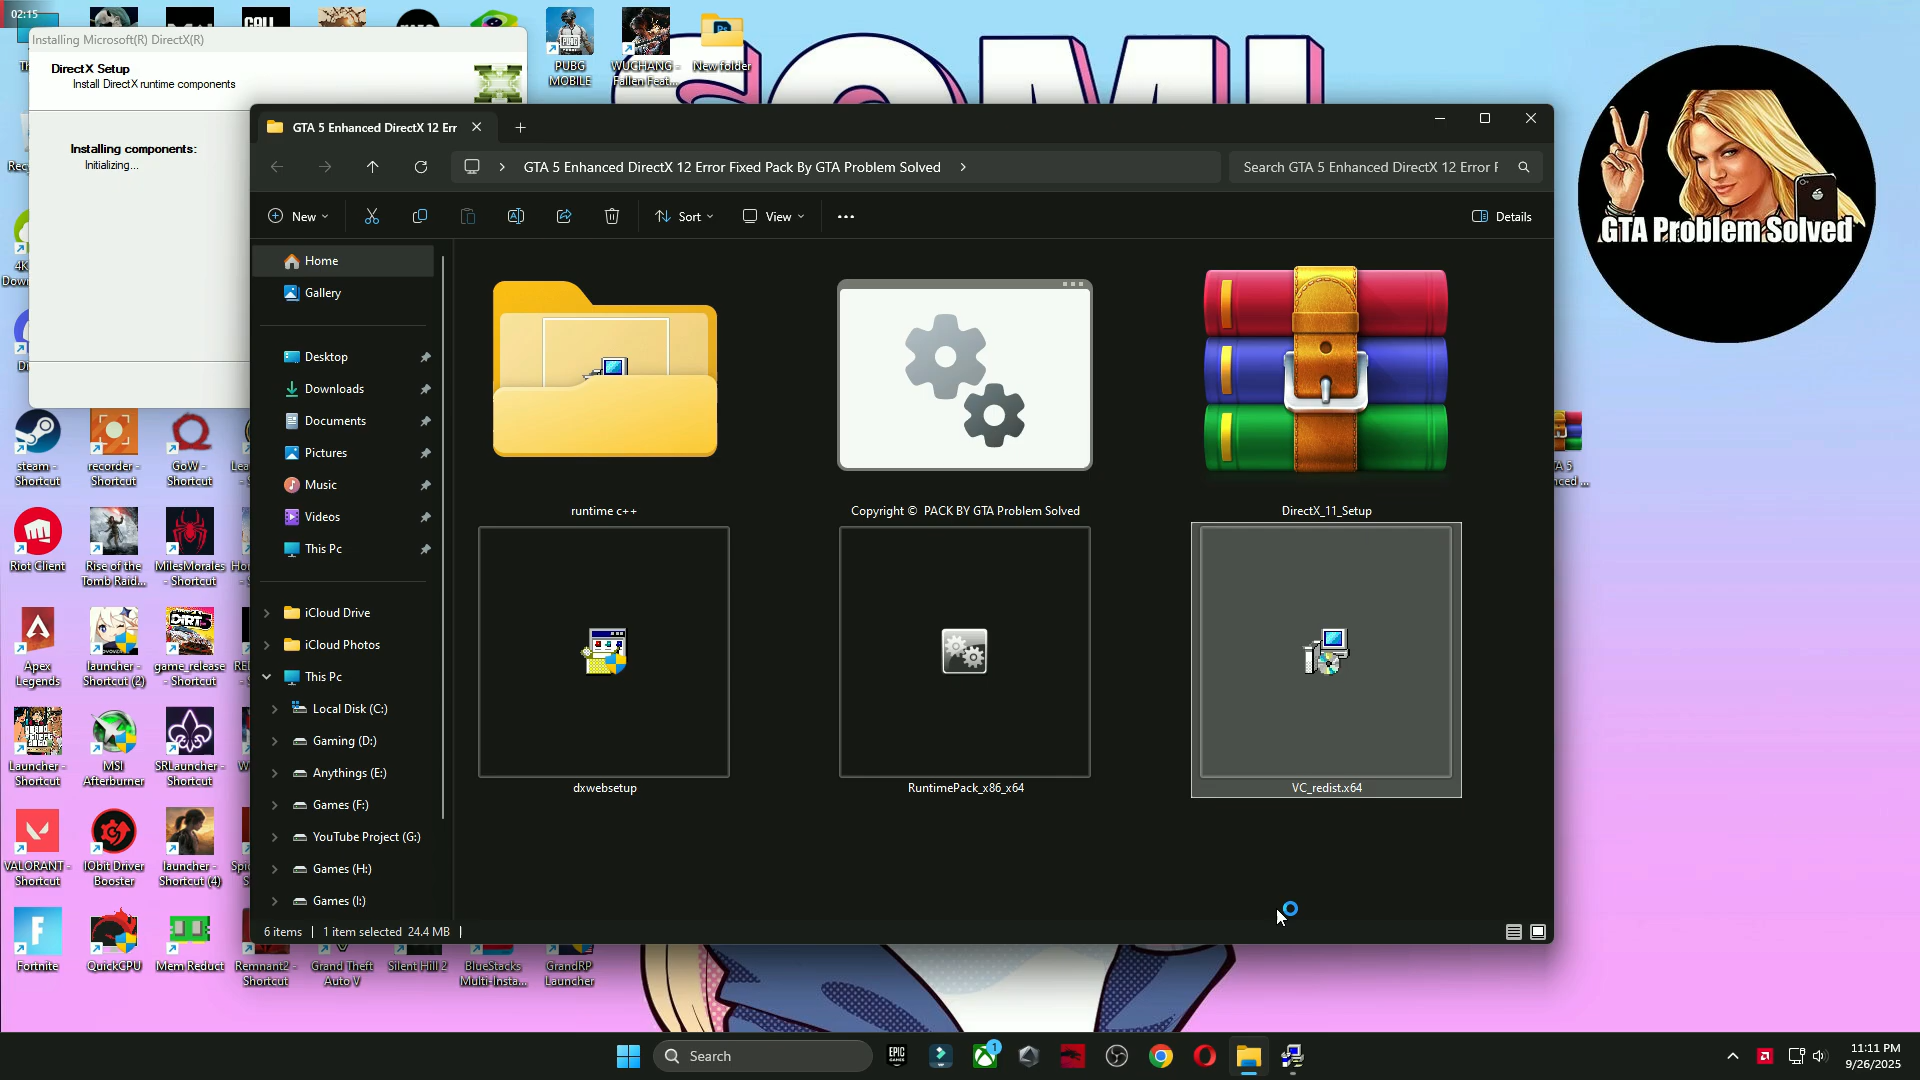 02:15
Installing Microsoft(R) DirectX(R)
DirectX Setup
Install DirectX runtime components
Installing components:
Initializing...
PUBG
MOBILE
WUCHANG -
Fallen Feat...
New folder
GTA 5 Enhanced DirectX 12 Err
GTA 5 Enhanced DirectX 12 Error Fixed Pack By GTA Problem Solved
Search GTA 5 Enhanced DirectX 12 Error F
New
Sort
View
Details
Home
Gallery
Desktop
Downloads
Documents
Pictures
Music
Videos
This Pc
iCloud Drive
iCloud Photos
This Pc
Local Disk (C:)
Gaming (D:)
Anythings (E:)
Games (F:)
YouTube Project (G:)
Games (H:)
Games (I:)
runtime c++
Copyright © PACK BY GTA Problem Solved
DirectX_11_Setup
dxwebsetup
RuntimePack_x86_x64
VC_redist.x64
6 items
1 item selected 24.4 MB
GTA Problem Solved
steam -
Shortcut
recorder -
Shortcut
GoW -
Shortcut
Riot Client
Rise of the
Tomb Raid...
MilesMorales
- Shortcut
Apex
Legends
launcher -
Shortcut (2)
game_release
- Shortcut
Launcher -
Shortcut
MSI
Afterburner
SRLauncher -
Shortcut
VALORANT -
Shortcut
IObit Driver
Booster
launcher -
Shortcut (4)
Fortnite
QuickCPU
Mem Reduct
Remnant2 -
Shortcut
Grand Theft
Auto V
Silent Hill 2
BlueStacks
Multi-Insta...
GrandRP
Launcher
Search
EPIC
GAMES
1
11:11 PM
9/26/2025